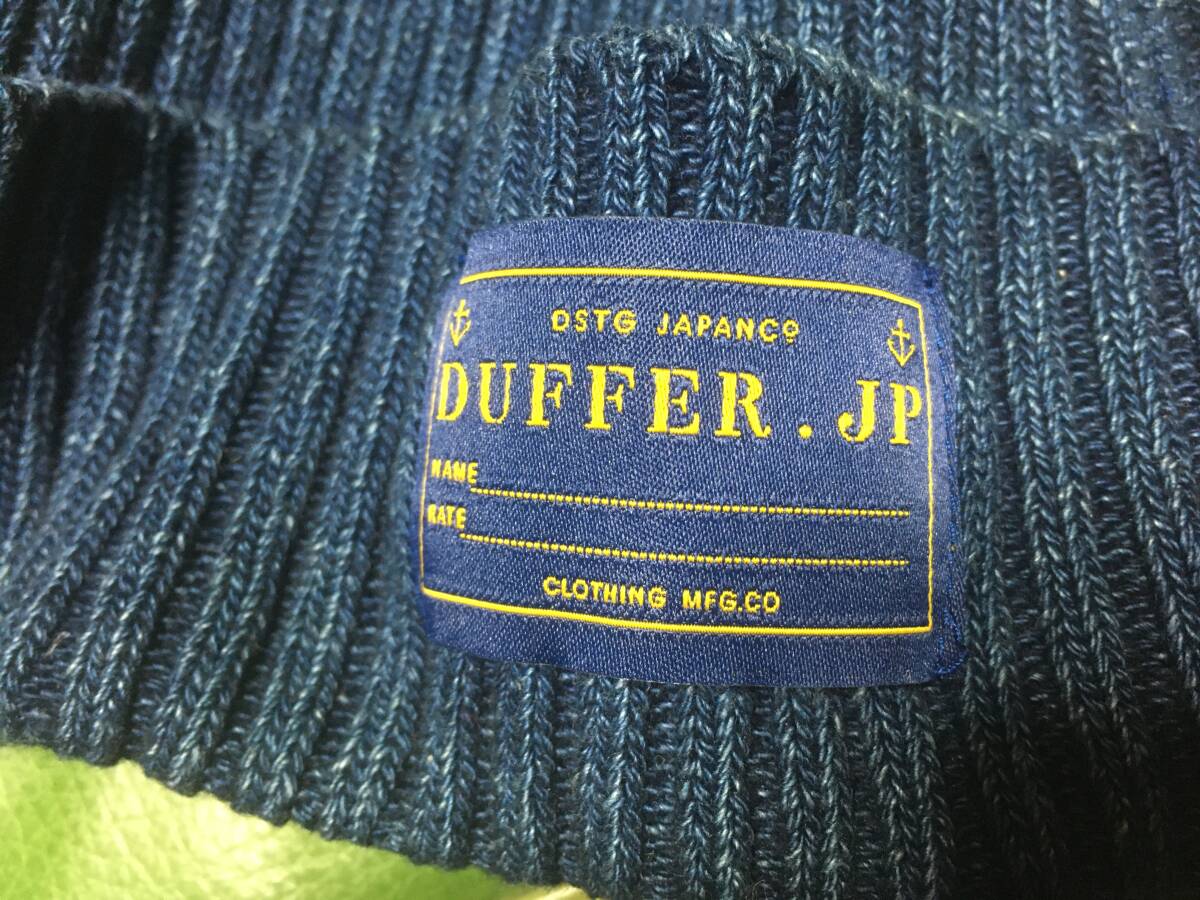 DSTG JAPANCº
DUFFER.JP
NAME
RATE
CLOTHING MFG.CO